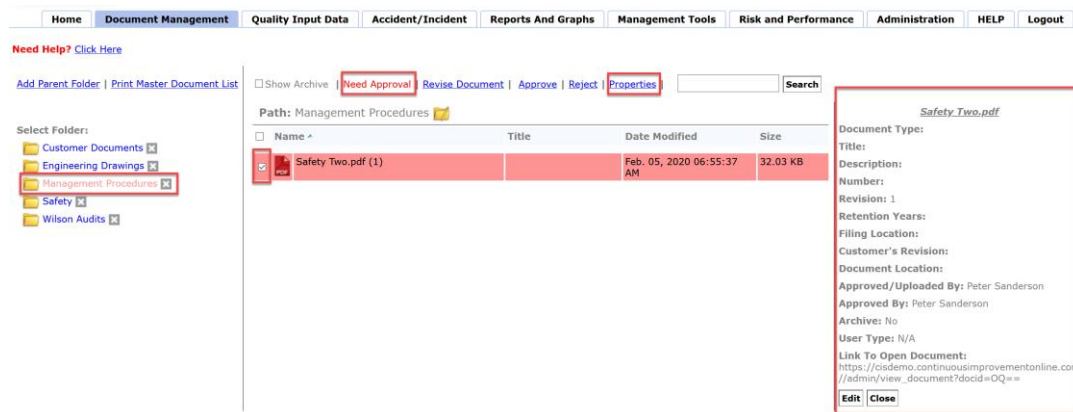 Home Document Management Quality Input Data Accident/Incident Reports And Graphs Management Tools Risk and Performance Administration HELP Logout
Need Help? Click Here
Add Parent Folder | Print Master Document List
Show Archive | Need Approval | Revise Document | Approve | Reject | Properties | Search
Path: Management Procedures
Select Folder:
Customer Documents
Engineering Drawings
Management Procedures
Safety
Wilson Audits
Name Title Date Modified Size
PDF Safety Two.pdf (1) Feb. 05, 2020 06:55:37 32.03 KB
AM
Safety Two.pdf
Document Type:
Title:
Description:
Number:
Revision: 1
Retention Years:
Filing Location:
Customer's Revision:
Document Location:
Approved/Uploaded By: Peter Sanderson
Approved By: Peter Sanderson
Archive: No
User Type: N/A
Link To Open Document:
https://cisdemo.continuousimprovementonline.com
//admin/view_document?docid=OQ==
Edit Close